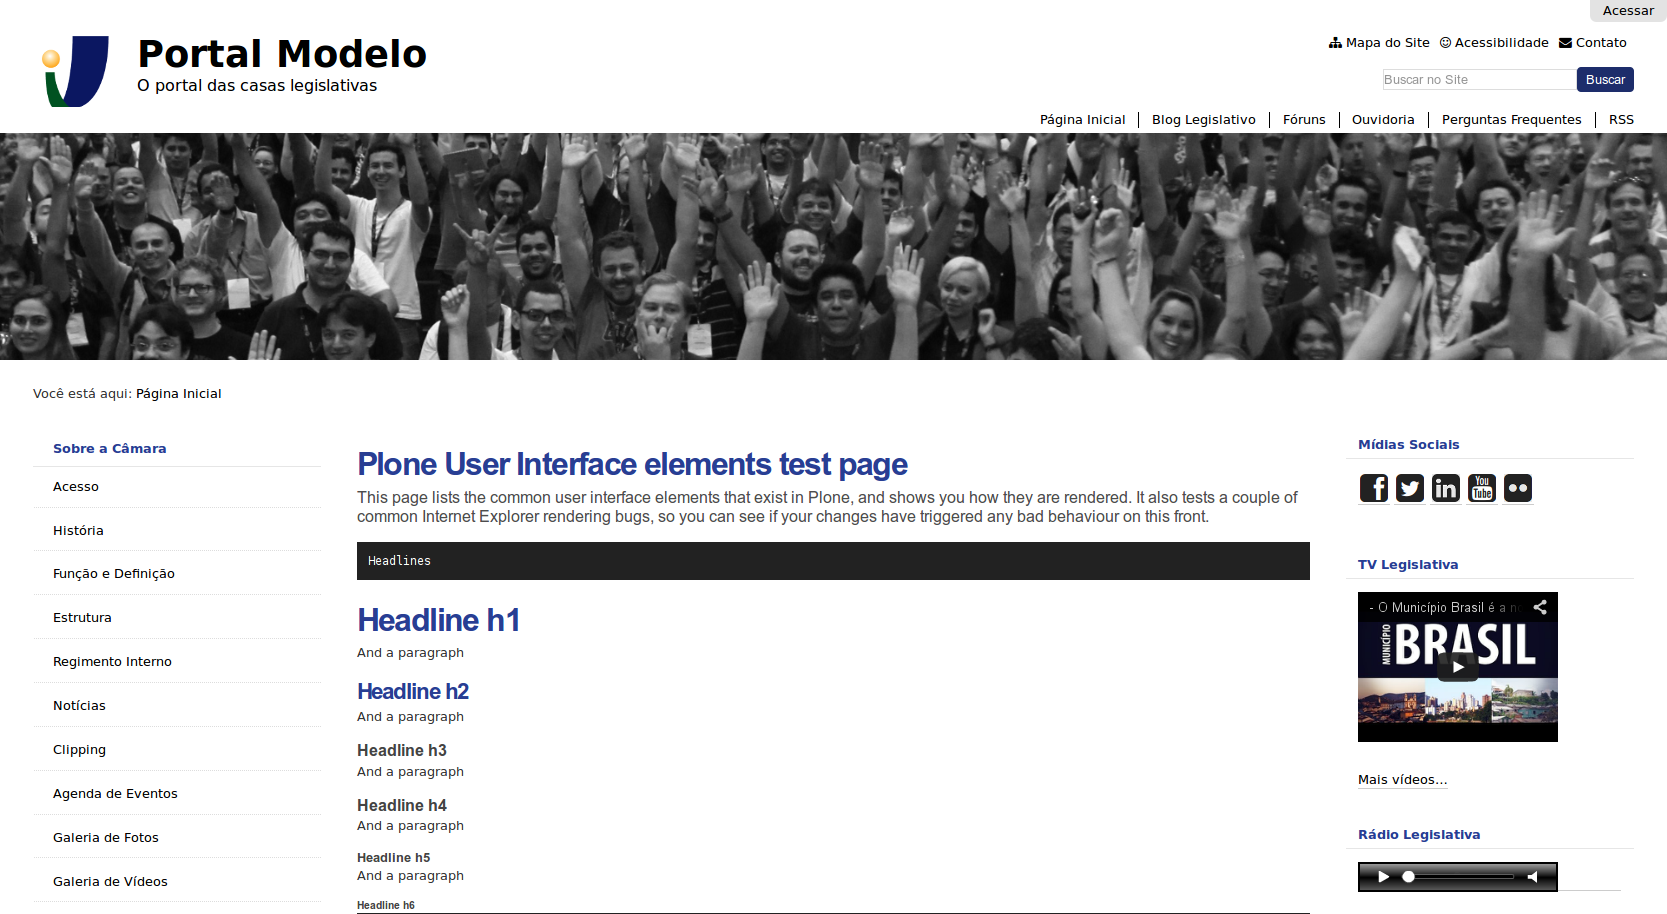 Acessar
Portal Modelo
O portal das casas legislativas
Mapa do Site Acessibilidade Contato
Buscar no Site Buscar
Página Inicial Blog Legislativo Fóruns Ouvidoria Perguntas Frequentes RSS
Você está aqui: Página Inicial
Sobre a Câmara
Acesso
História
Função e Definição
Estrutura
Regimento Interno
Notícias
Clipping
Agenda de Eventos
Galeria de Fotos
Galeria de Vídeos
Plone User Interface elements test page
This page lists the common user interface elements that exist in Plone, and shows you how they are rendered. It also tests a couple of
common Internet Explorer rendering bugs, so you can see if your changes have triggered any bad behaviour on this front.
Headlines
Headline h1
And a paragraph
Headline h2
And a paragraph
Headline h3
And a paragraph
Headline h4
And a paragraph
Headline h5
And a paragraph
Headline h6
Mídias Sociais
f in You Tube
TV Legislativa
- O Município Brasil é a no
MUNICÍPIO BRASIL
Mais vídeos...
Rádio Legislativa